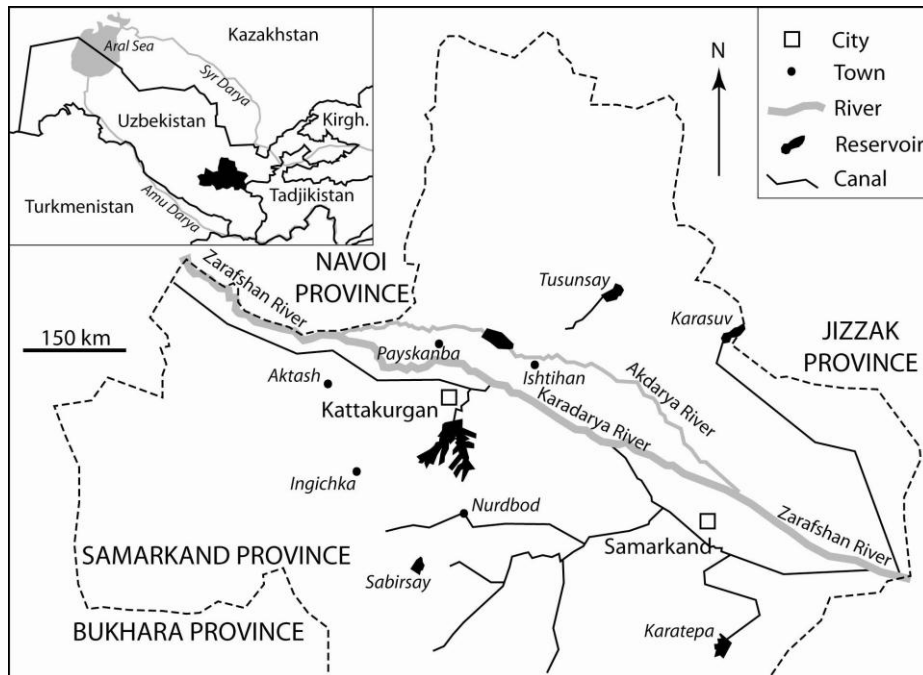 Aral Sea
Kazakhstan
Syr Darya
Uzbekistan
Kirgh.
Turkmenistan
Amu Darya
Tadjikistan
N
City
Town
River
Reservoir
Canal
Zarafshan River
NAVOI
PROVINCE
Tusunsay
Karasuv
JIZZAK
PROVINCE
150 km
Payskanba
Ishtihan
Akdarya River
Aktash
Kattakurgan
Karadarya River
Ingichka
Nurdbod
Zarafshan River
Samarkand
SAMARKAND PROVINCE
Sabirsay
BUKHARA PROVINCE
Karatepa